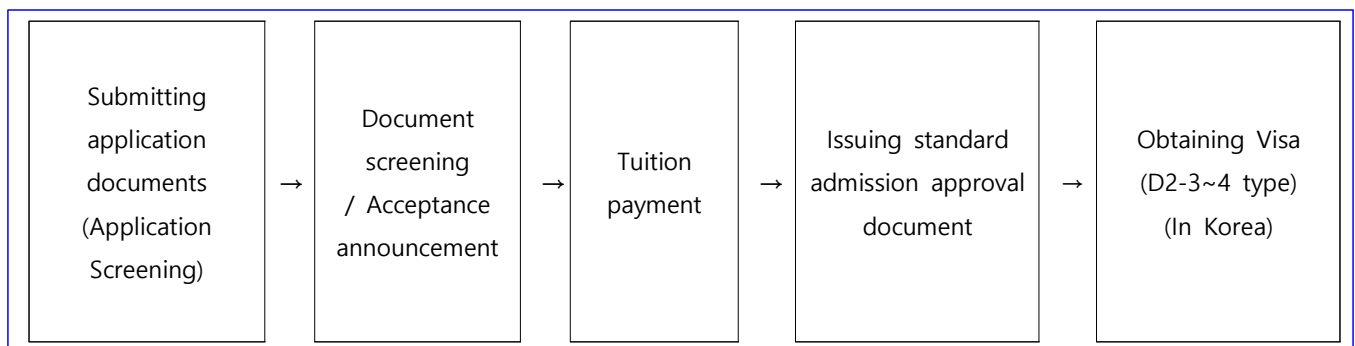 Submitting
application
documents
(Application
Screening)
→
Document
screening
/ Acceptance
announcement
→
Tuition
payment
→
Issuing standard
admission approval
document
→
Obtaining Visa
(D2-3~4 type)
(In Korea)